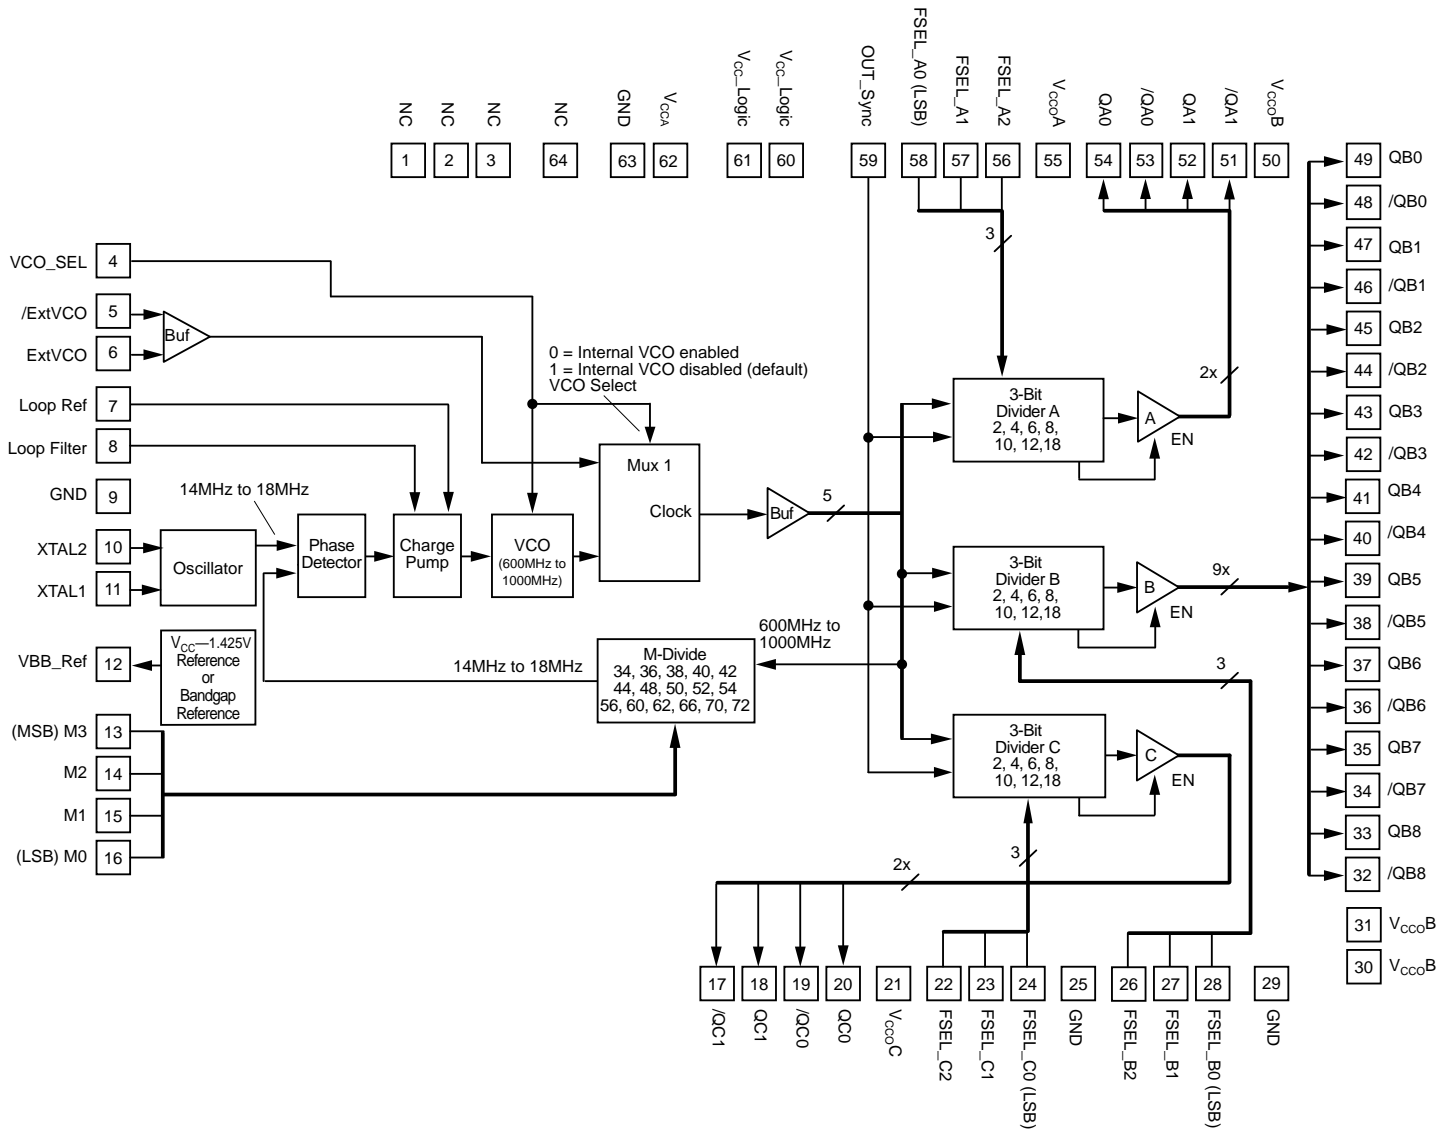 NC
NC
NC
NC
GND
VCCA
VCC_Logic
VCC_Logic
OUT_Sync
FSEL_A0 (LSB)
FSEL_A1
FSEL_A2
VCCOA
QA0
/QA0
QA1
/QA1
VCCOB
1
2
3
64
63
62
61
60
59
58
57
56
55
54
53
52
51
50
49 QB0
48 /QB0
47 QB1
46 /QB1
45 QB2
44 /QB2
43 QB3
42 /QB3
41 QB4
40 /QB4
39 QB5
38 /QB5
37 QB6
36 /QB6
35 QB7
34 /QB7
33 QB8
32 /QB8
31 VCCOB
30 VCCOB
VCO_SEL 4
/ExtVCO 5
ExtVCO 6
Buf
Loop Ref 7
Loop Filter 8
GND 9
XTAL2 10
XTAL1 11
VBB_Ref 12
(MSB) M3 13
M2 14
M1 15
(LSB) M0 16
0 = Internal VCO enabled
1 = Internal VCO disabled (default)
VCO Select
Mux 1
Clock
14MHz to 18MHz
Oscillator
Phase
Detector
Charge
Pump
VCO
(600MHz to
1000MHz)
Buf
5
3
3-Bit
Divider A
2, 4, 6, 8,
10, 12,18
A
EN
2x
3-Bit
Divider B
2, 4, 6, 8,
10, 12,18
B
EN
9x
3
600MHz to
1000MHz
VCC—1.425V
Reference
or
Bandgap
Reference
14MHz to 18MHz
M-Divide
34, 36, 38, 40, 42
44, 48, 50, 52, 54
56, 60, 62, 66, 70, 72
3-Bit
Divider C
2, 4, 6, 8,
10, 12,18
C
EN
3
2x
17
18
19
20
21
22
23
24
25
26
27
28
29
/QC1
QC1
/QC0
QC0
VCCOC
FSEL_C2
FSEL_C1
FSEL_C0 (LSB)
GND
FSEL_B2
FSEL_B1
FSEL_B0 (LSB)
GND